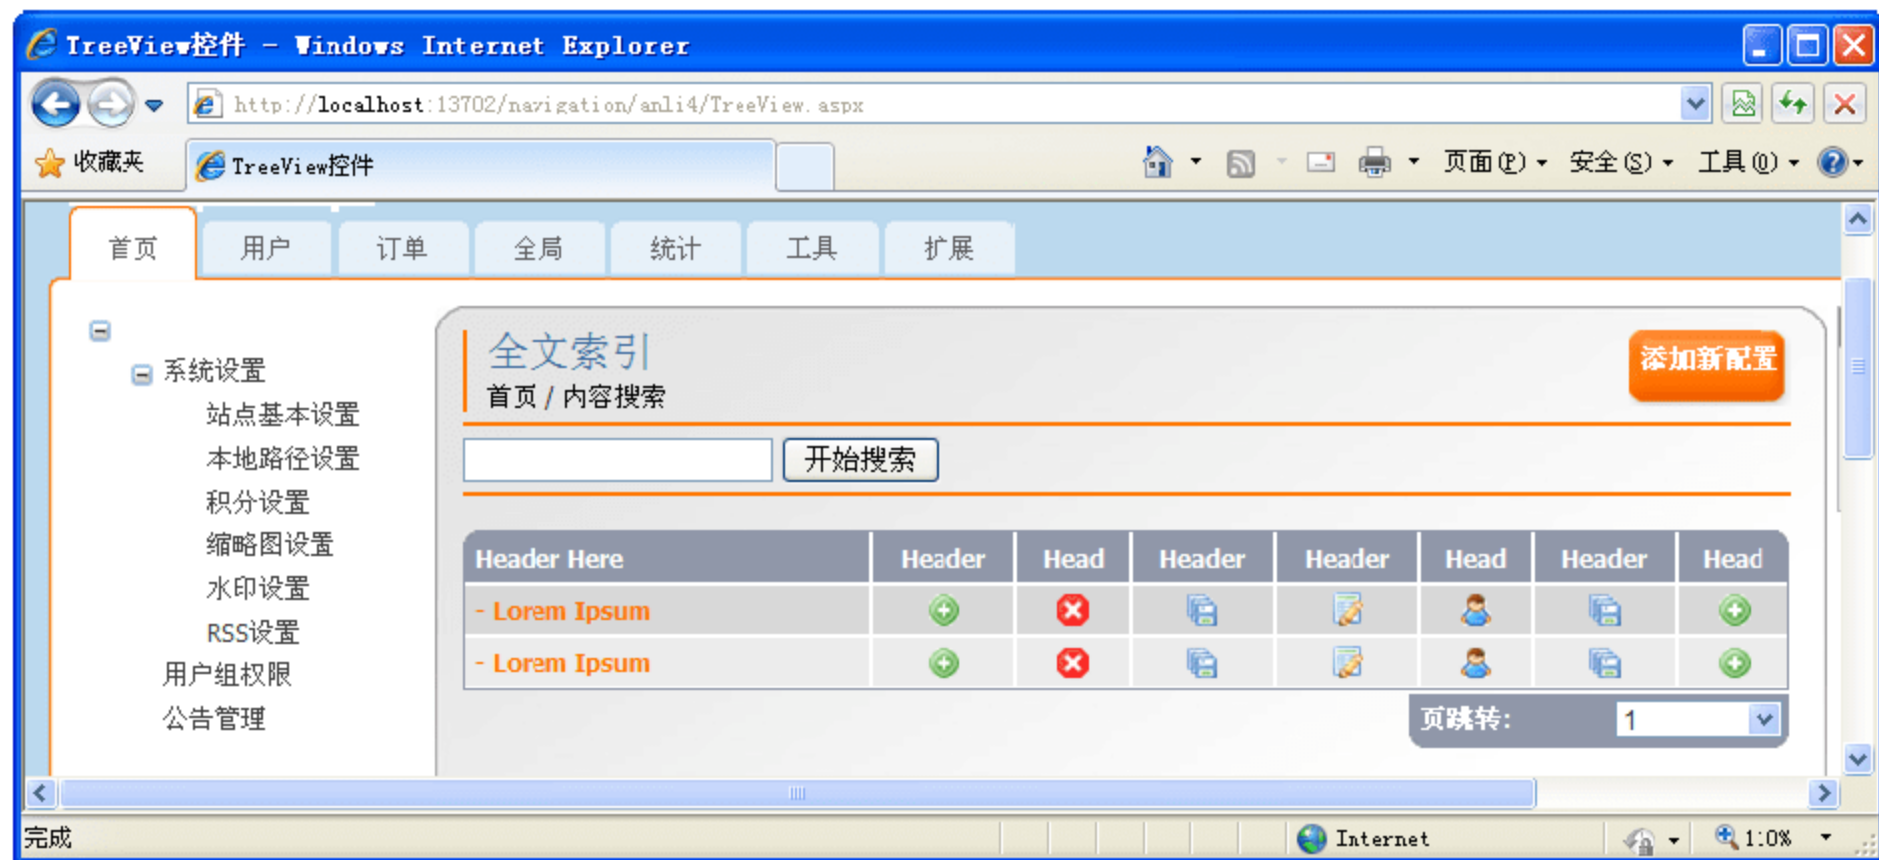 TreeView控件 - Windows Internet Explorer
http://localhost:13702/navigation/anli4/TreeView.aspx
收藏夹 TreeView控件 页面(P) 安全(S) 工具(O)
首页 用户 订单 全局 统计 工具 扩展
系统设置
站点基本设置
本地路径设置
积分设置
缩略图设置
水印设置
RSS设置
用户组权限
公告管理
全文索引
添加新配置
首页 / 内容搜索
开始搜索
Header Here Header Head Header Header Head Header Head
- Lorem Ipsum
- Lorem Ipsum
页跳转: 1
完成 Internet 110%